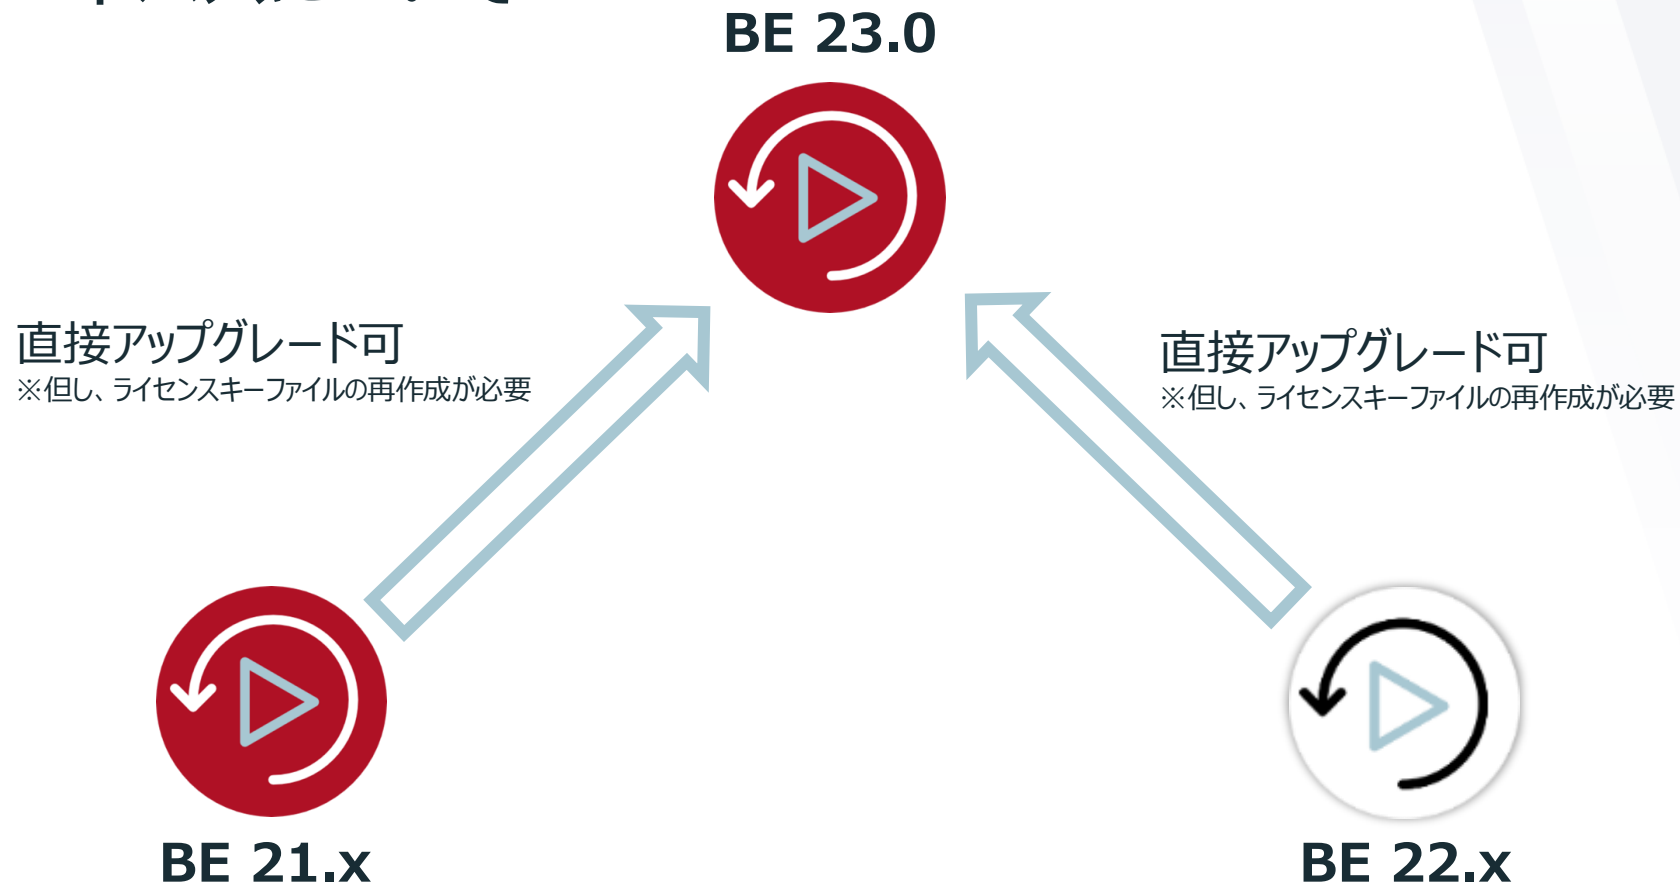 BE 23.0
直接アップグレード可
※但し、ライセンスキーファイルの再作成が必要
直接アップグレード可
※但し、ライセンスキーファイルの再作成が必要
BE 21.x
BE 22.x